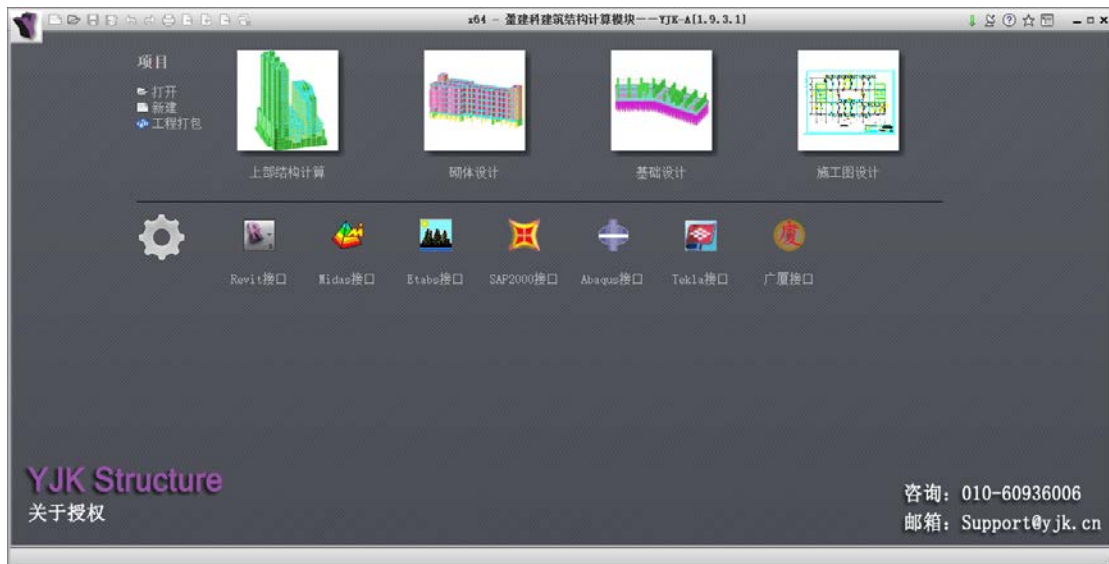 x64 - 盈建科建筑结构计算模块——YJK-A[1.9.3.1]
项目
打开
新建
工程打包
上部结构计算
砌体设计
基础设计
施工图设计
Revit接口
Midas接口
Etabs接口
SAP2000接口
Abaqus接口
Tekla接口
广厦接口
YJK Structure
关于授权
咨询：010-60936006
邮箱：Support@yjk.cn